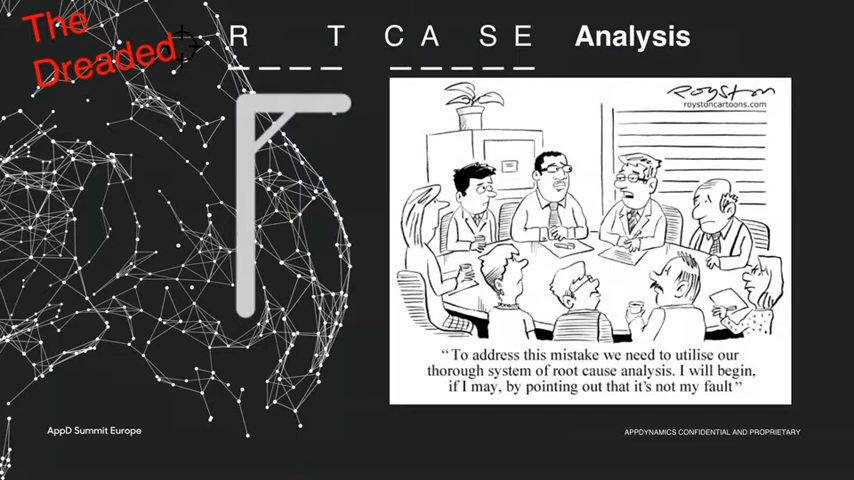 The
Dreaded
R T CA SE Analysis
Royston
roystoncartoons.com
“To address this mistake we need to utilise our
thorough system of root cause analysis. I will begin,
if I may, by pointing out that it's not my fault”
AppD Summit Europe
APPDYNAMICS CONFIDENTIAL AND PROPRIETARY